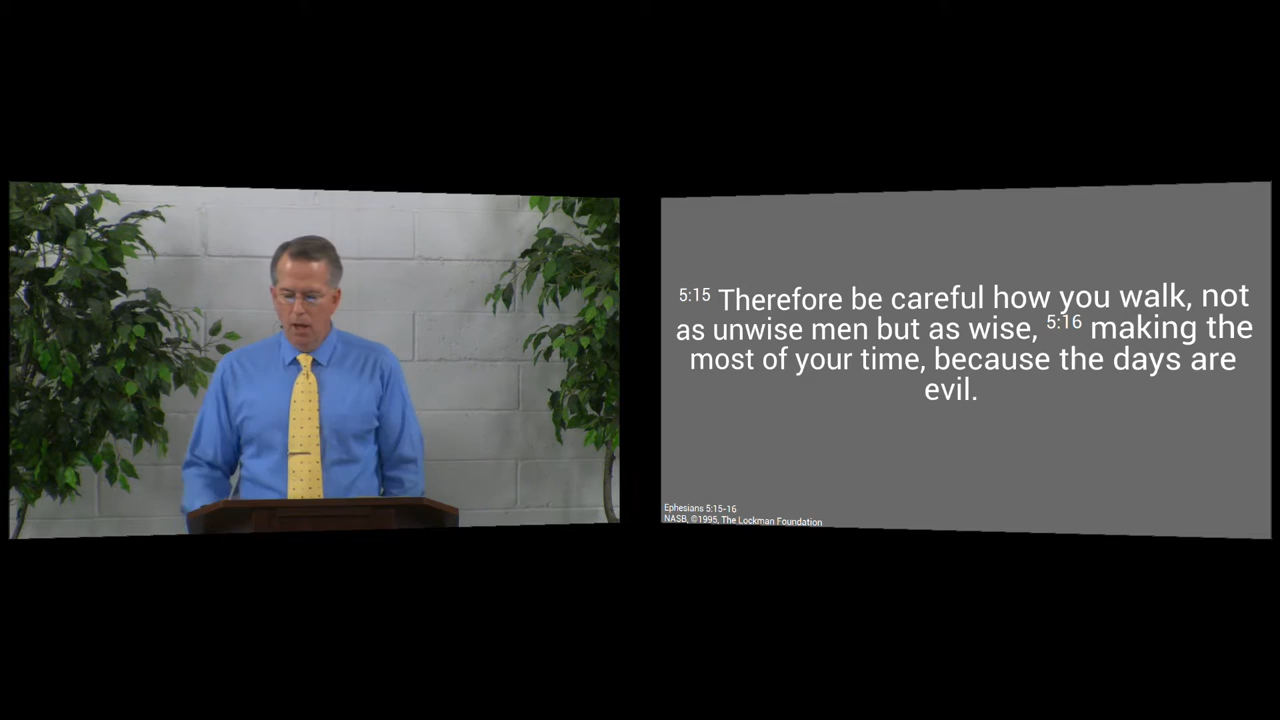 5:15 Therefore be careful how you walk, not
as unwise men but as wise, 5:16 making the
most of your time, because the days are
evil.
Ephesians 5:15-16
NASB, ©1995, The Lockman Foundation